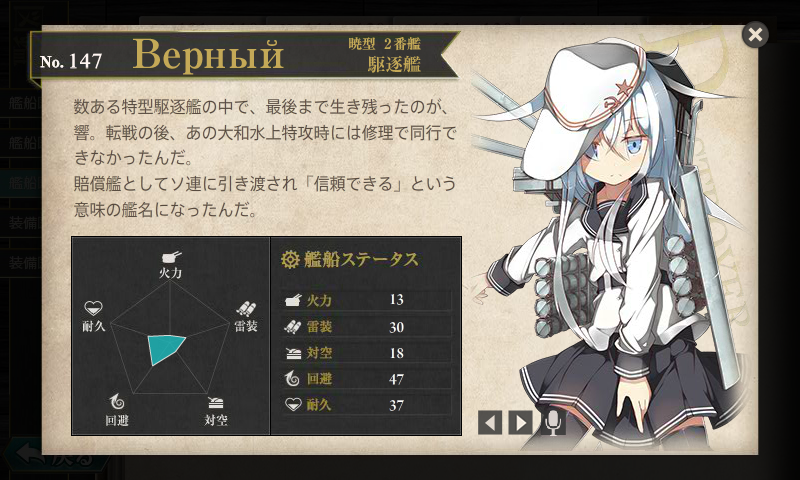 No. 147
Верный
暁型 2番艦
駆逐艦
数ある特型駆逐艦の中で、最後まで生き残ったのが、
響。転戦の後、あの大和水上特攻時には修理で同行で
きなかったんだ。
賠償艦としてソ連に引き渡され「信頼できる」という
意味の艦名になったんだ。
火力
耐久
雷装
回避
対空
艦船ステータス
火力 13
雷装 30
対空 18
回避 47
耐久 37
戻る